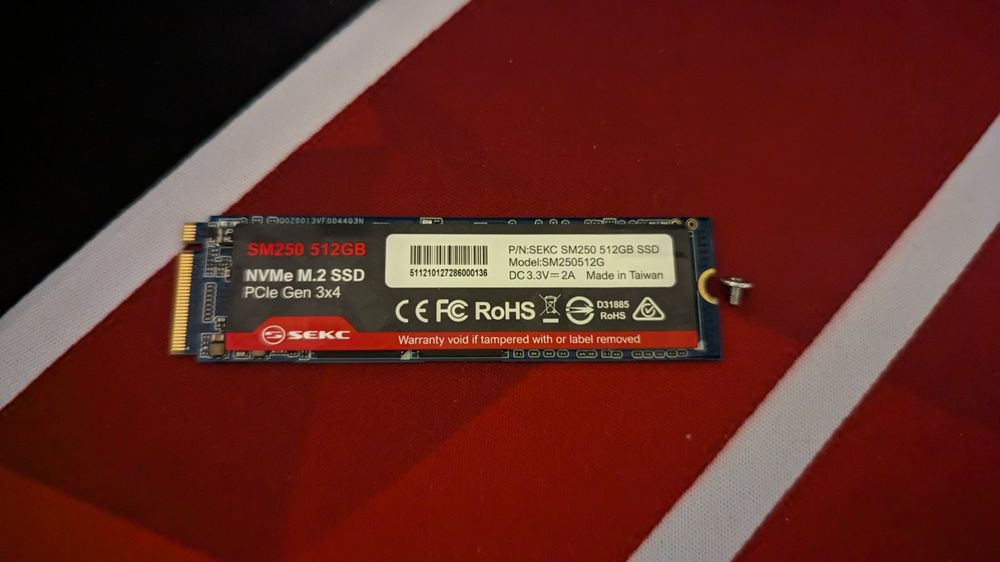 SM250 512GB
NVMe M.2 SSD
PCIe Gen 3x4
SEKC
511210127286000136
P/N:SEKC SM250 512GB SSD
Model:SM250512G
DC 3.3V⎓2A Made in Taiwan
CE FC RoHS
D31885
RoHS
Warranty void if tampered with or label removed